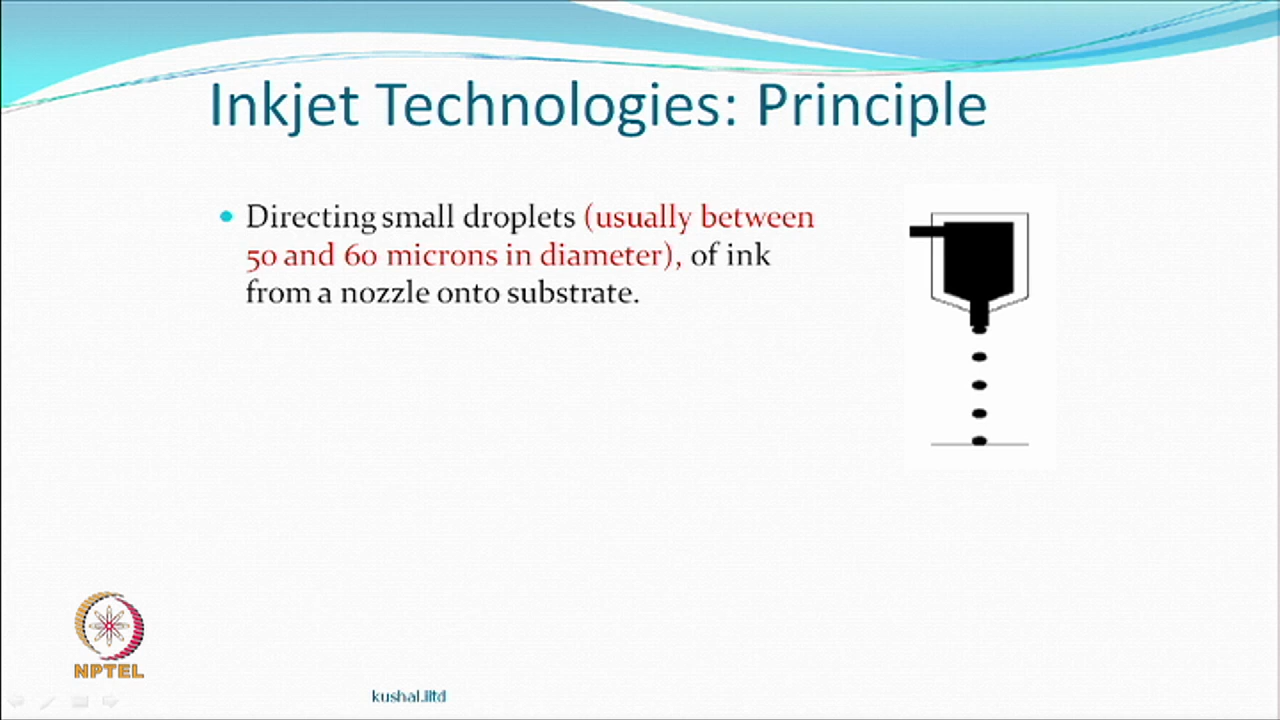 Inkjet Technologies: Principle
Directing small droplets (usually between
50 and 60 microns in diameter), of ink
from a nozzle onto substrate.
NPTEL
kushal.iitd